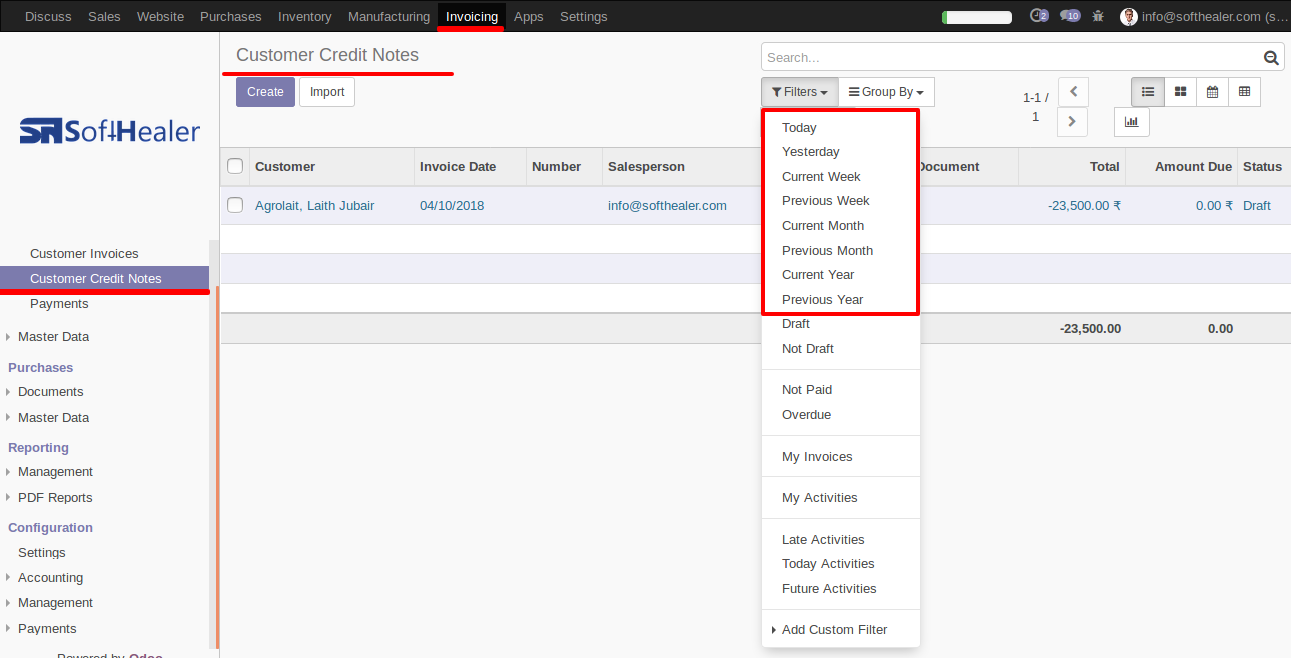 Discuss Sales Website Purchases Inventory Manufacturing Invoicing Apps Settings 2 10 info@softhealer.com (s...
Customer Credit Notes
Search...
Create Import
Filters Group By
1-1 /
1
SoftHealer
Today
Yesterday
Current Week
Previous Week
Current Month
Previous Month
Current Year
Previous Year
Draft
Not Draft
Not Paid
Overdue
My Invoices
My Activities
Late Activities
Today Activities
Future Activities
Add Custom Filter
Customer Invoice Date Number Salesperson Document Total Amount Due Status
Agrolait, Laith Jubair 04/10/2018 info@softhealer.com -23,500.00 ₹ 0.00 ₹ Draft
-23,500.00 0.00
Customer Invoices
Customer Credit Notes
Payments
Master Data
Purchases
Documents
Master Data
Reporting
Management
PDF Reports
Configuration
Settings
Accounting
Management
Payments
Powered by Odoo